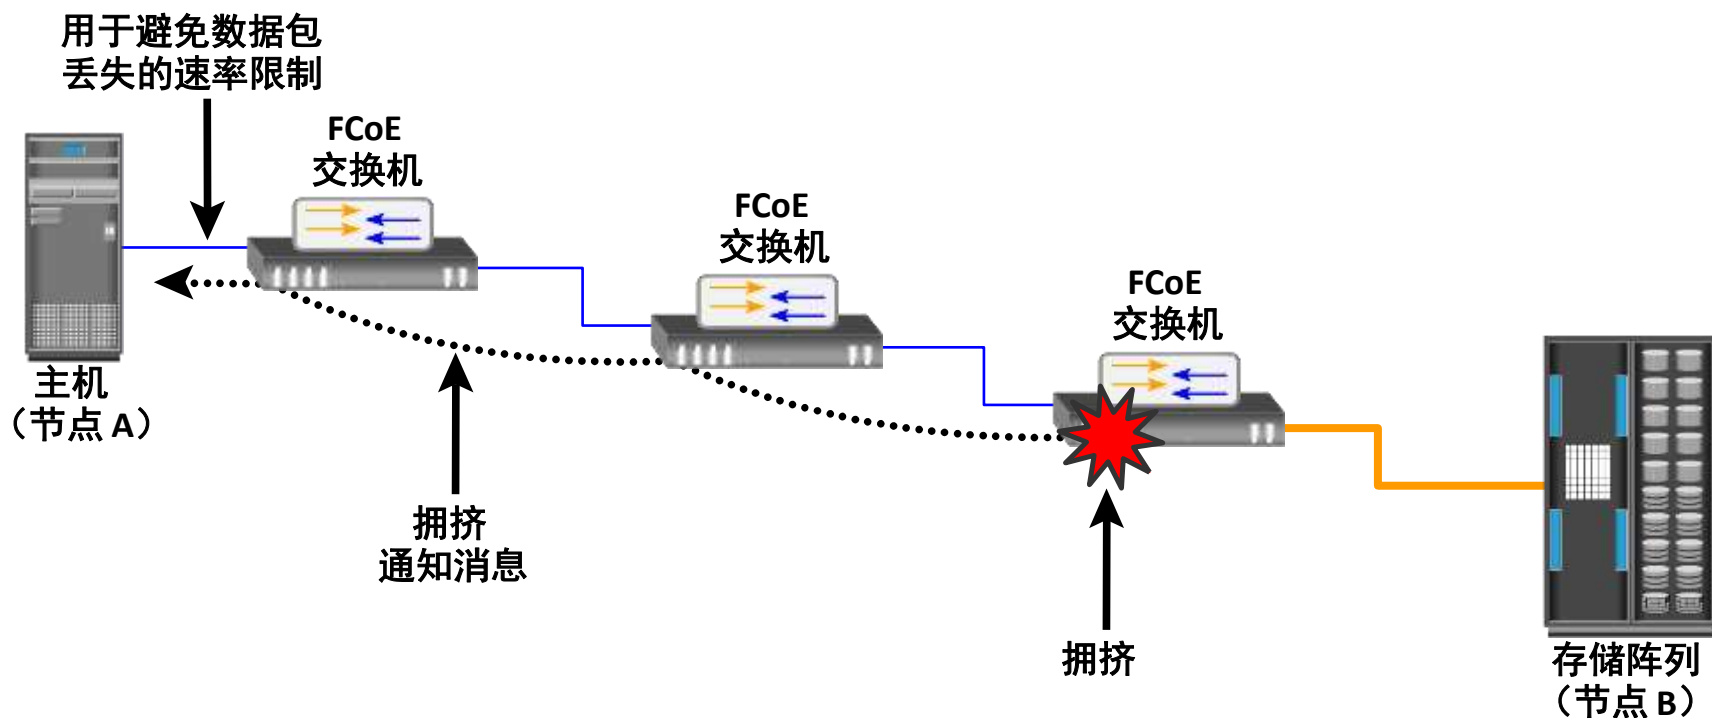 用于避免数据包
丢失的速率限制
FCoE
交换机
FCoE
交换机
FCoE
交换机
主机
（节点 A）
拥挤
通知消息
拥挤
存储阵列
（节点 B）